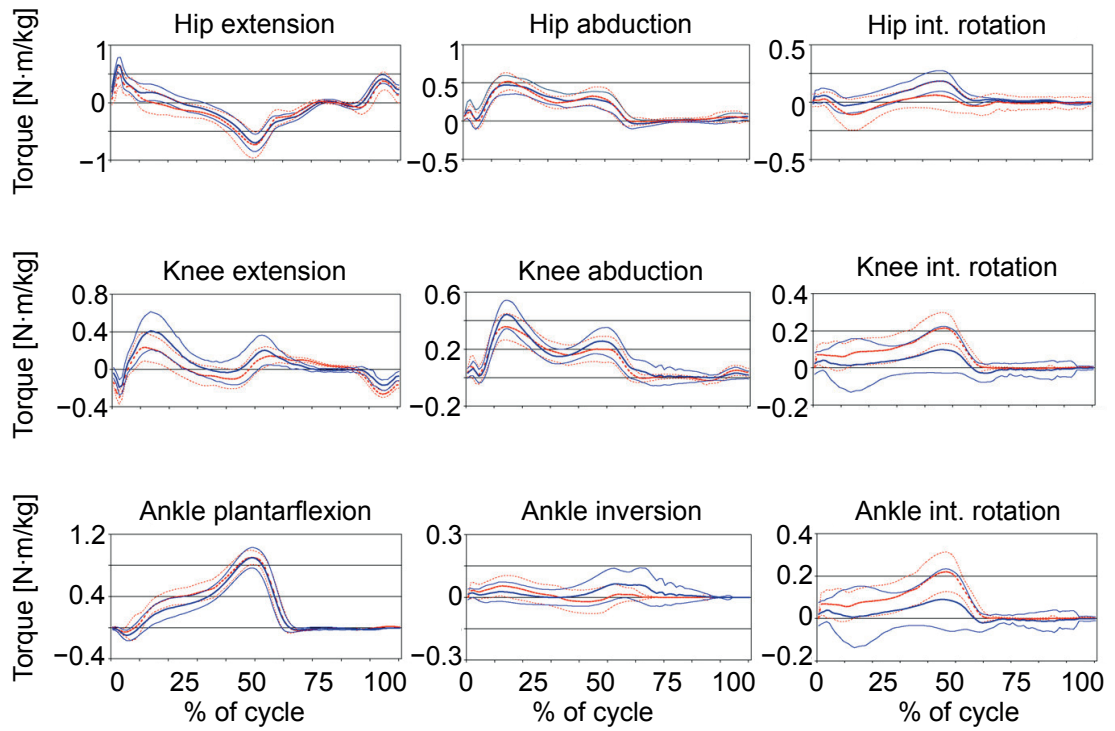 Hip extension
Hip abduction
Hip int. rotation
Torque [N·m/kg]
1
0
−1
1
0.5
0
−0.5
0.5
0
−0.5
Knee extension
Knee abduction
Knee int. rotation
Torque [N·m/kg]
0.8
0.4
0
−0.4
0.6
0.2
−0.2
0.4
0.2
0
−0.2
Ankle plantarflexion
Ankle inversion
Ankle int. rotation
Torque [N·m/kg]
1.2
0.4
−0.4
0.3
0
−0.3
0.4
0.2
0
−0.2
0 25 50 75 100
0 25 50 75 100
0 25 50 75 100
% of cycle
% of cycle
% of cycle